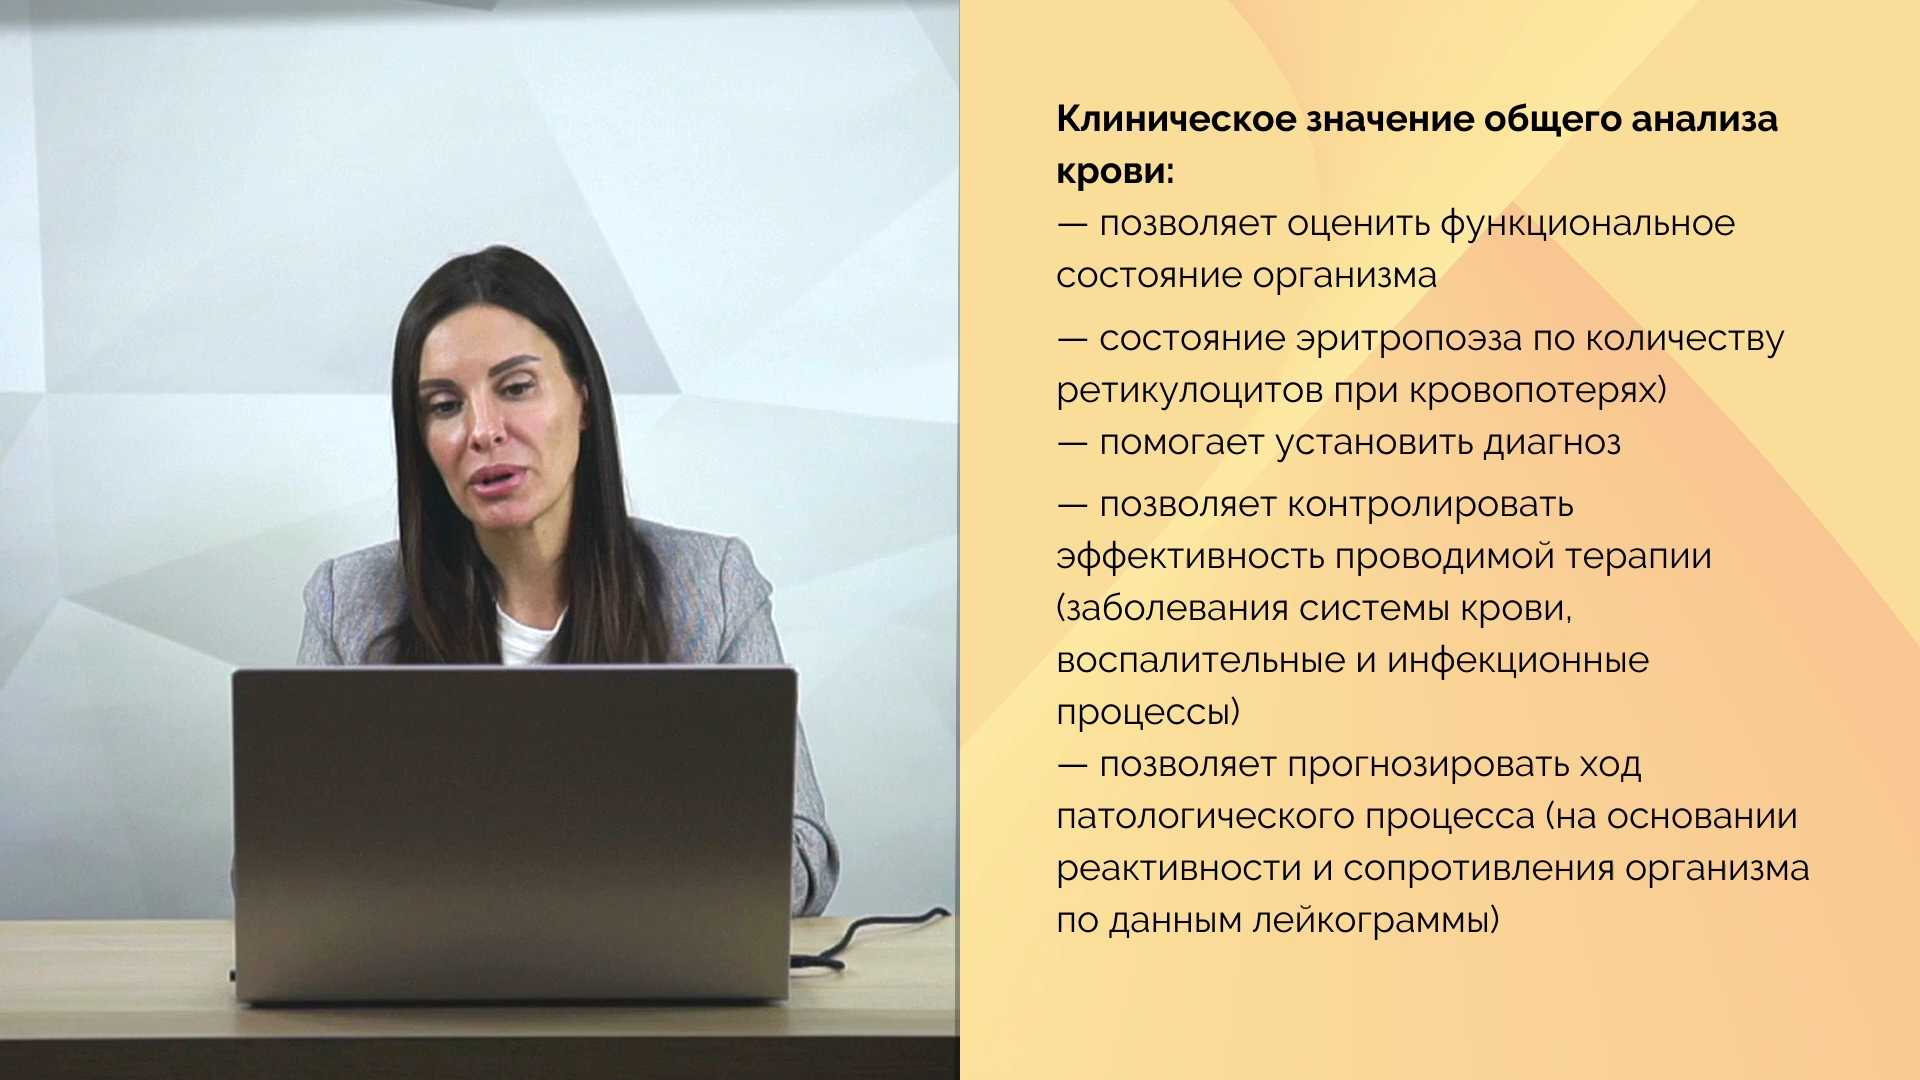 Клиническое значение общего анализа
крови:
— позволяет оценить функциональное
состояние организма
— состояние эритропоэза по количеству
ретикулоцитов при кровопотерях)
— помогает установить диагноз
— позволяет контролировать
эффективность проводимой терапии
(заболевания системы крови,
воспалительные и инфекционные
процессы)
— позволяет прогнозировать ход
патологического процесса (на основании
реактивности и сопротивления организма
по данным лейкограммы)